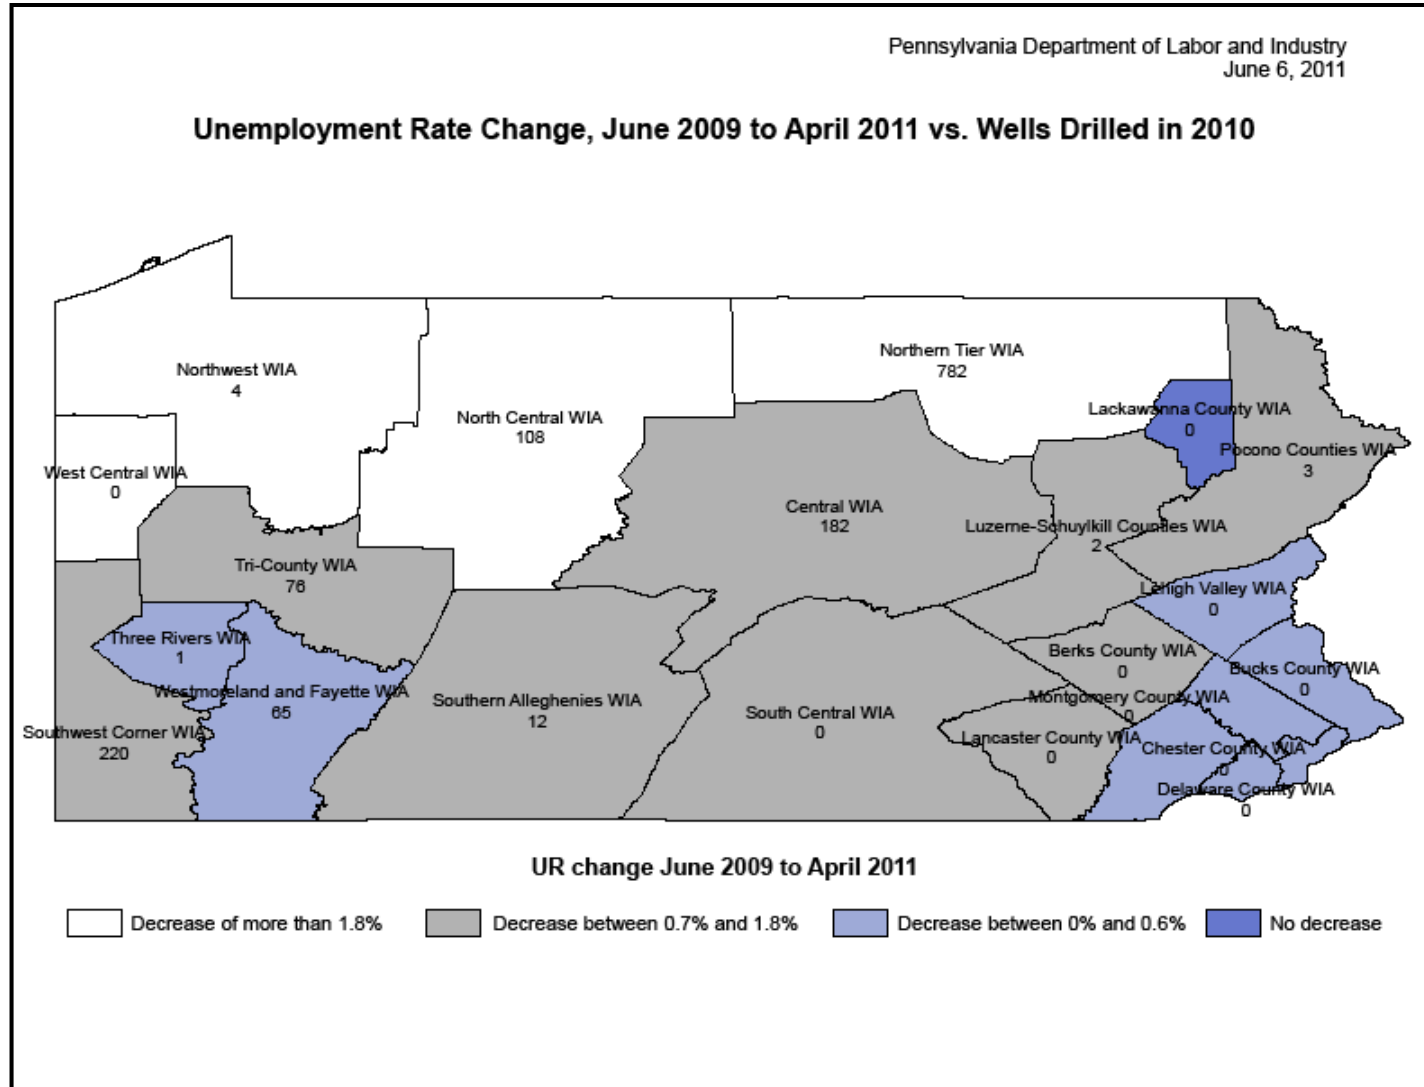 Pennsylvania Department of Labor and Industry
June 6, 2011
Unemployment Rate Change, June 2009 to April 2011 vs. Wells Drilled in 2010
Northwest WIA
4
North Central WIA
108
Northern Tier WIA
782
Lackawanna County WIA
0
Pocono Counties WIA
3
West Central WIA
0
Central WIA
182
Luzerne-Schuylkill Counties WIA
2
Tri-County WIA
76
Lehigh Valley WIA
0
Three Rivers WIA
1
Berks County WIA
0
Bucks County WIA
0
Westmoreland and Fayette WIA
65
Southern Alleghenies WIA
12
South Central WIA
0
Montgomery County WIA
0
Southwest Corner WIA
220
Lancaster County WIA
0
Chester County WIA
0
Delaware County WIA
0
UR change June 2009 to April 2011
Decrease of more than 1.8%
Decrease between 0.7% and 1.8%
Decrease between 0% and 0.6%
No decrease